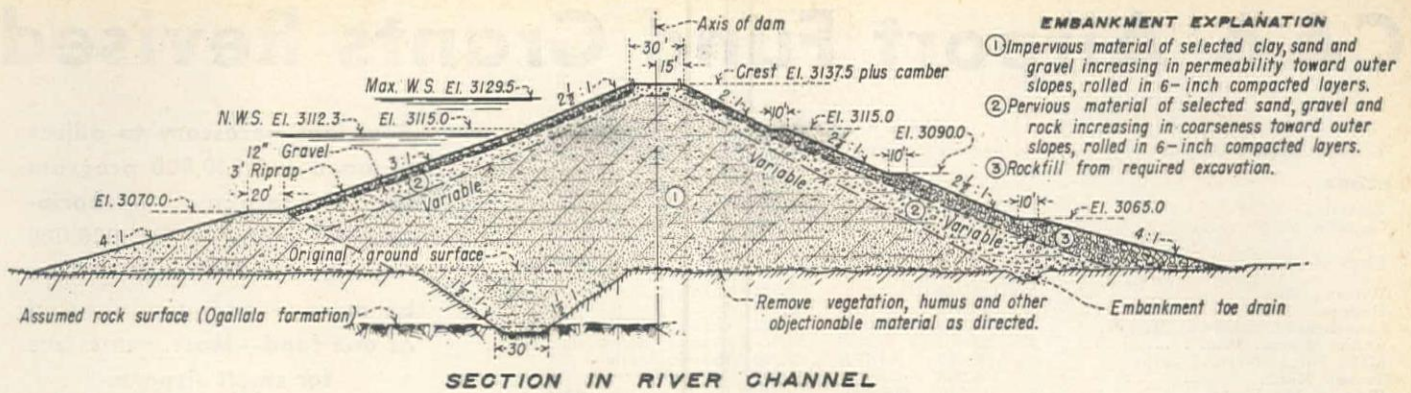 Axis of dam
30'
15'
Crest El. 3137.5 plus camber
Max. W. S. El. 3129.5
N.W.S. El. 3112.3
El. 3115.0
12" Gravel
3' Riprap
20'
El. 3070.0
4:1
3:1
2½:1
②
Variable
①
2:1
10'
El. 3115.0
2¼:1
10'
El. 3090.0
2½:1
10'
El. 3065.0
4:1
Variable
②
Variable
③
Original ground surface
Assumed rock surface (Ogallala formation)
30'
Remove vegetation, humus and other
objectionable material as directed.
Embankment toe drain
EMBANKMENT EXPLANATION
① Impervious material of selected clay, sand and
gravel increasing in permeability toward outer
slopes, rolled in 6-inch compacted layers.
② Pervious material of selected sand, gravel and
rock increasing in coarseness toward outer
slopes, rolled in 6-inch compacted layers.
③ Rockfill from required excavation.
SECTION IN RIVER CHANNEL